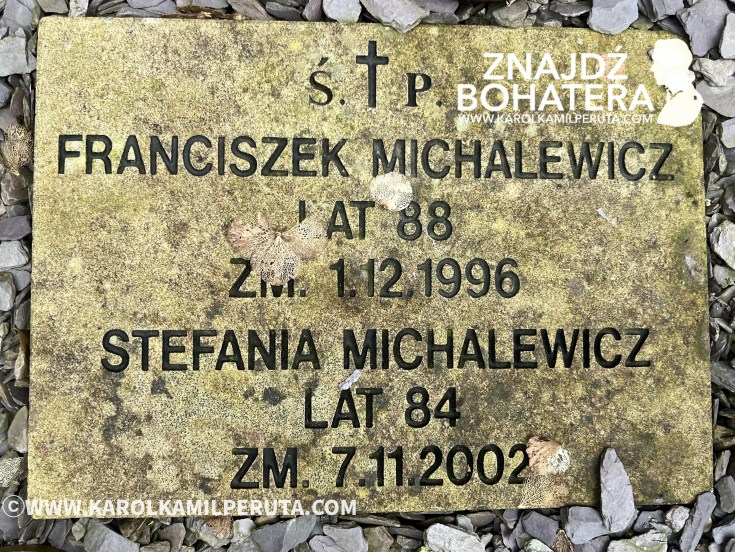 Ś. P.
ZNAJDŹ
BOHATERA
WWW.KAROLKAMILPERUTA.COM
FRANCISZEK MICHALEWICZ
LAT 88
ZM. 1.12.1996
STEFANIA MICHALEWICZ
LAT 84
ZM. 7.11.2002
©WWW.KAROLKAMILPERUTA.COM